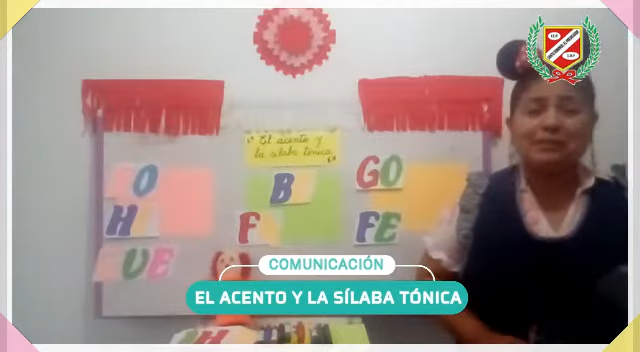 El acento y
la sílaba tónica
O
B
GO
H
F
FE
UE
H
COMUNICACIÓN
EL ACENTO Y LA SÍLABA TÓNICA